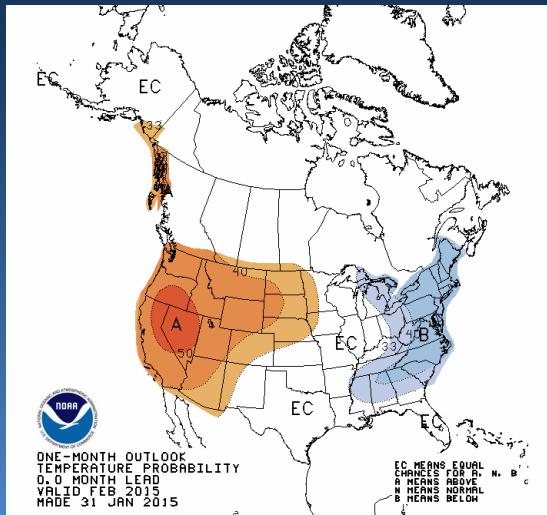 EC
EC
33
A
40
A
50
EC
33
40
B
EC
EC
NOAA
ONE-MONTH OUTLOOK
TEMPERATURE PROBABILITY
0.0 MONTH LEAD
VALID FEB 2015
MADE 31 JAN 2015
EC MEANS EQUAL
CHANCES FOR A, N, B
A MEANS ABOVE
N MEANS NORMAL
B MEANS BELOW